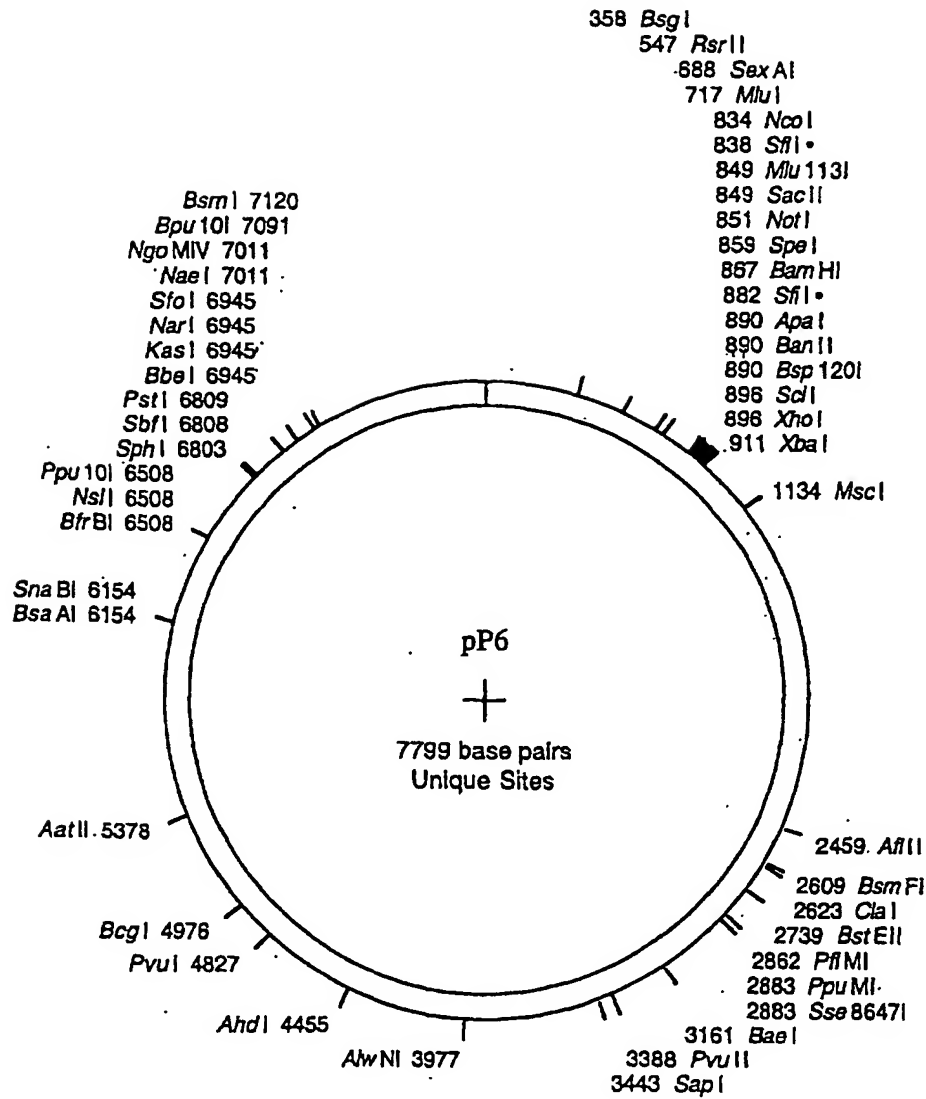 358 BsgI
547 RsrII
688 SexAI
717 MluI
834 NcoI
838 SfiI •
849 Mlu113I
849 SacII
851 NotI
859 SpeI
867 BamHI
882 SfiI •
890 ApaI
890 BanII
890 Bsp120I
896 SciI
896 XhoI
911 XbaI
1134 MscI
2459 AflII
2609 BsmFI
2623 ClaI
2739 BstEII
2862 PflMI
2883 PpuMI
2883 Sse8647I
3161 BaeI
3388 PvuII
3443 SapI
AlwNI 3977
AhdI 4455
PvuI 4827
BcgI 4976
AatII 5378
BsaAI 6154
SnaBI 6154
BfrBI 6508
NsiI 6508
Ppu10I 6508
SphI 6803
SbfI 6808
PstI 6809
BbeI 6945
KasI 6945
NarI 6945
SfoI 6945
NaeI 7011
NgoMIV 7011
Bpu10I 7091
BsmI 7120
pP6
7799 base pairs
Unique Sites